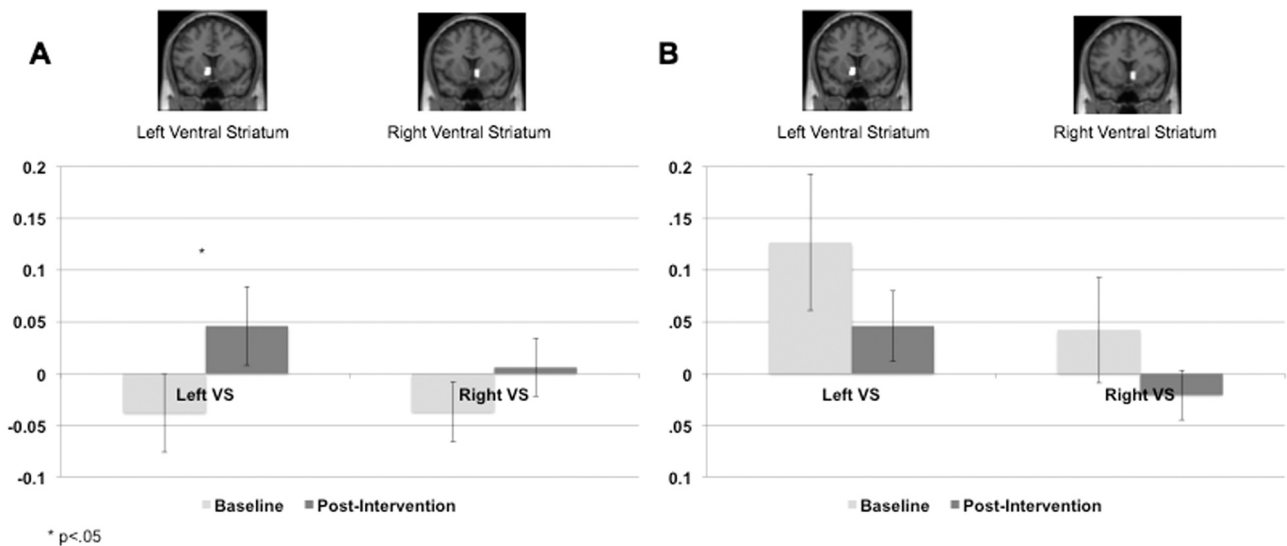 A
B
Left Ventral Striatum
Right Ventral Striatum
Left Ventral Striatum
Right Ventral Striatum
0.2
0.15
0.1
0.05
0
-0.05
-0.1
*
Left VS
Right VS
Baseline
Post-Intervention
* p<.05
0.2
.15
0.1
.05
0
.05
0.1
Left VS
Right VS
Baseline
Post-Intervention